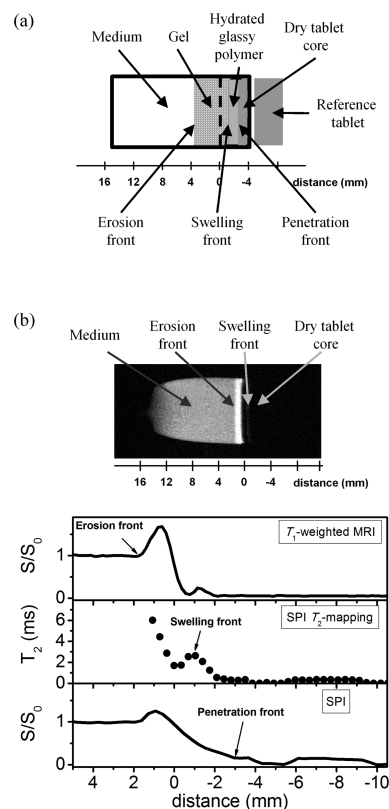 (a)
Medium
Gel
Hydrated
glassy
polymer
Dry tablet
core
Reference
tablet
16 12 8 4 0 -4 distance (mm)
Erosion
front
Swelling
front
Penetration
front
(b)
Medium
Erosion
front
Swelling
front
Dry tablet
core
20 16 12 8 4 0 -4 distance (mm)
Erosion front
T1-weighted MRI
S/S0
1
0
SPI T2-mapping
T2 (ms)
6
4
2
0
Swelling front
SPI
S/S0
1
0
Penetration front
4 2 0 -2 -4 -6 -8 -10
distance (mm)